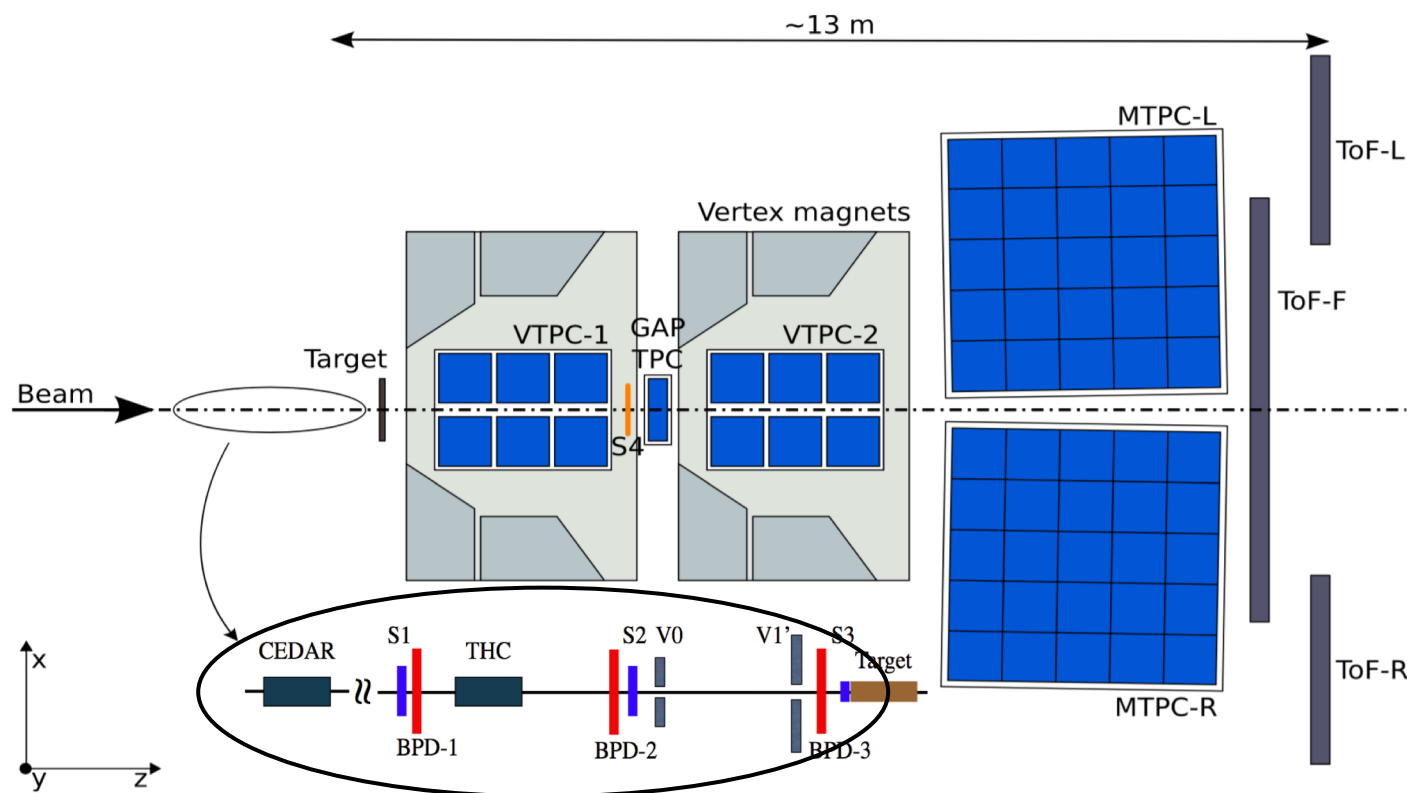 ~13 m
MTPC-L
ToF-L
Vertex magnets
ToF-F
VTPC-1
GAP
TPC
VTPC-2
Target
Beam
S4
S1
S2
V0
V1’
S3
CEDAR
THC
Target
x
ToF-R
MTPC-R
BPD-1
BPD-2
BPD-3
y
z